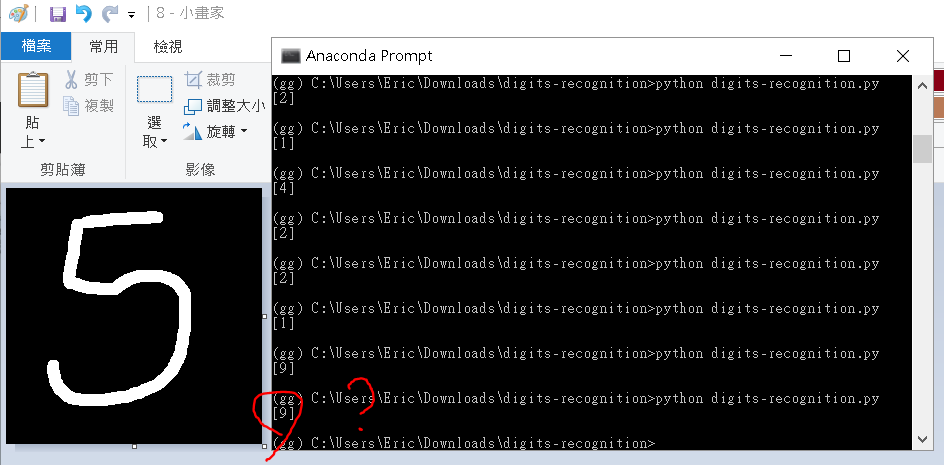 8 - 小畫家
檔案 常用 檢視
貼上
剪下
複製
選取
裁剪
調整大小
旋轉
剪貼簿 影像
5
Anaconda Prompt
(gg) C:\Users\Eric\Downloads\digits-recognition>python digits-recognition.py
[2]
(gg) C:\Users\Eric\Downloads\digits-recognition>python digits-recognition.py
[1]
(gg) C:\Users\Eric\Downloads\digits-recognition>python digits-recognition.py
[4]
(gg) C:\Users\Eric\Downloads\digits-recognition>python digits-recognition.py
[2]
(gg) C:\Users\Eric\Downloads\digits-recognition>python digits-recognition.py
[2]
(gg) C:\Users\Eric\Downloads\digits-recognition>python digits-recognition.py
[1]
(gg) C:\Users\Eric\Downloads\digits-recognition>python digits-recognition.py
[9]
(gg) C:\Users\Eric\Downloads\digits-recognition>python digits-recognition.py
[9]
?
(gg) C:\Users\Eric\Downloads\digits-recognition>